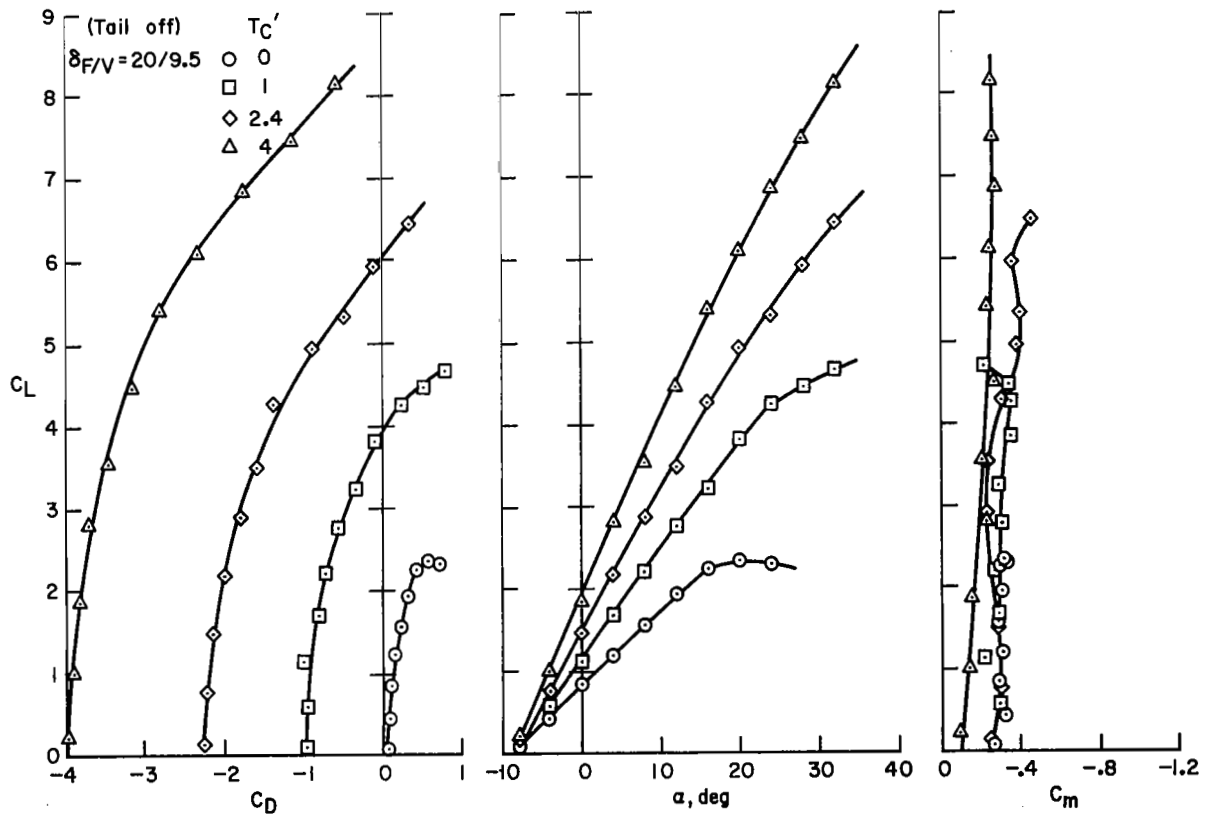 (Tail off) TC'
δF/V = 20/9.5 ○ 0
□ 1
◇ 2.4
△ 4
9
8
7
6
5
4
3
2
1
0
CL
-4 -3 -2 -1 0 1
CD
-10 0 10 20 30 40
α, deg
0 -.4 -.8 -1.2
Cm